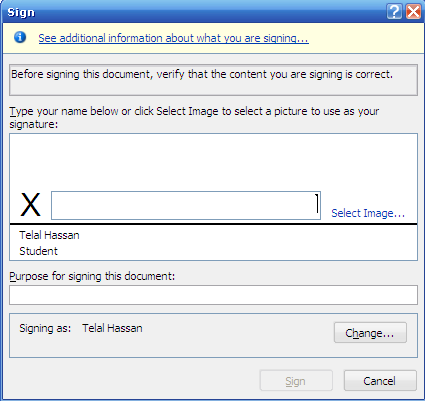 Sign
See additional information about what you are signing...
Before signing this document, verify that the content you are signing is correct.
Type your name below or click Select Image to select a picture to use as your
signature:
X
Select Image...
Telal Hassan
Student
Purpose for signing this document:
Signing as: Telal Hassan
Change...
Sign
Cancel